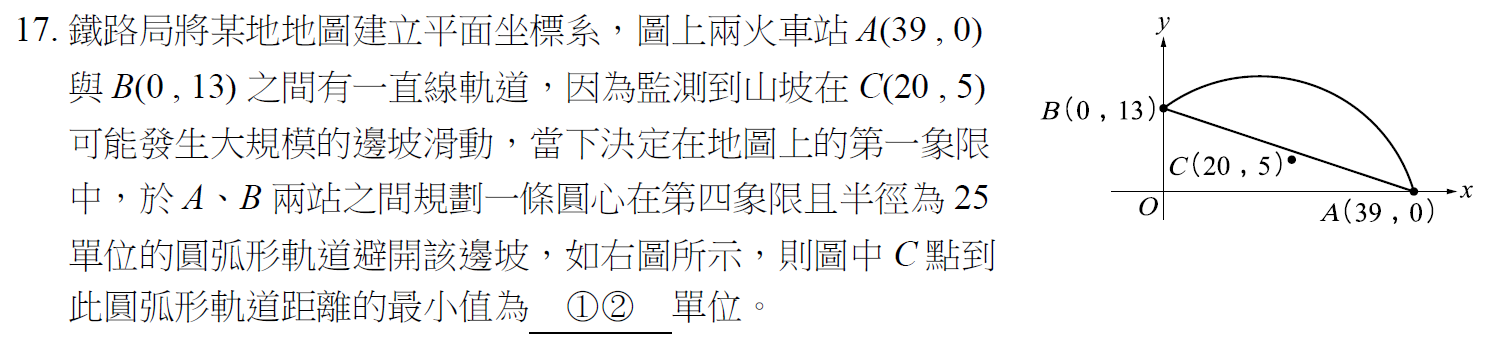 17. 鐵路局將某地地圖建立平面坐標系，圖上兩火車站 A(39 , 0)
與 B(0 , 13) 之間有一直線軌道，因為監測到山坡在 C(20 , 5)
可能發生大規模的邊坡滑動，當下決定在地圖上的第一象限
中，於 A、B 兩站之間規劃一條圓心在第四象限且半徑為 25
單位的圓弧形軌道避開該邊坡，如右圖所示，則圖中 C 點到
此圓弧形軌道距離的最小值為 ①② 單位。
y
B(0 , 13)
C(20 , 5)
x
O
A(39 , 0)